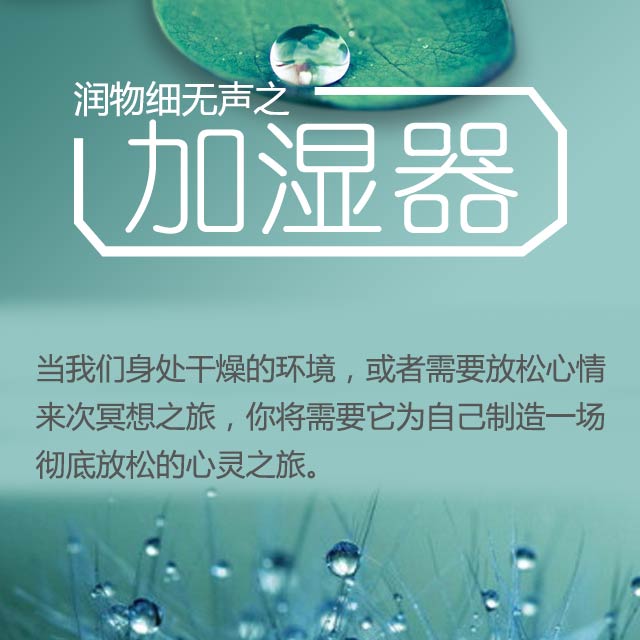 润物细无声之
加湿器
当我们身处干燥的环境，或者需要放松心情
来次冥想之旅，你将需要它为自己制造一场
彻底放松的心灵之旅。